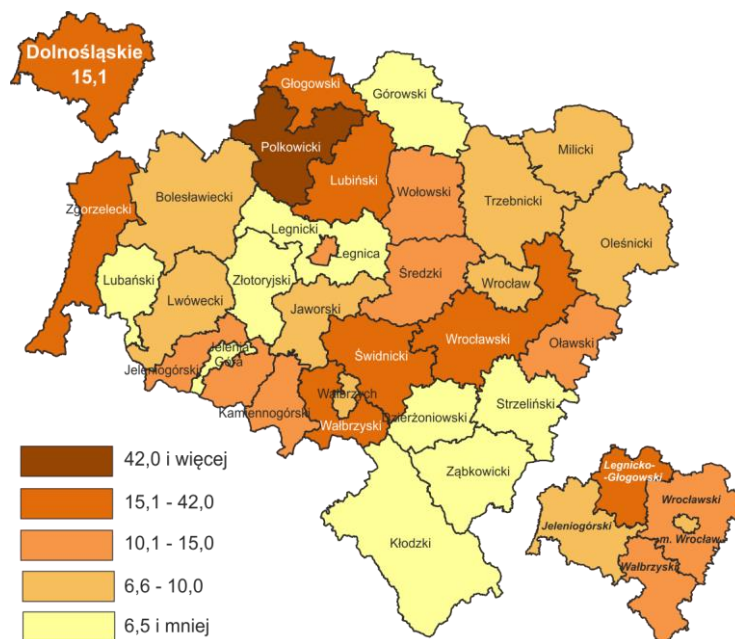 Dolnośląskie
15,1
Głogowski
Górowski
Polkowicki
Milicki
Lubiński
Wołowski
Zgorzelecki
Bolesławiecki
Trzebnicki
Legnicki
Oleśnicki
Legnica
Lubański
Złotoryjski
Średzki
Wrocław
Lwówecki
Jaworski
Wrocławski
Oławski
Jelenia
Góra
Świdnicki
Jeleniogórski
Wałbrzych
Strzeliński
Kamiennogórski
Dzierżoniowski
Wałbrzyski
Ząbkowicki
Kłodzki
42,0 i więcej
15,1 - 42,0
10,1 - 15,0
6,6 - 10,0
6,5 i mniej
Legnicko-
-Głogowski
Wrocławski
Jeleniogórski
m. Wrocław
Wałbrzyski